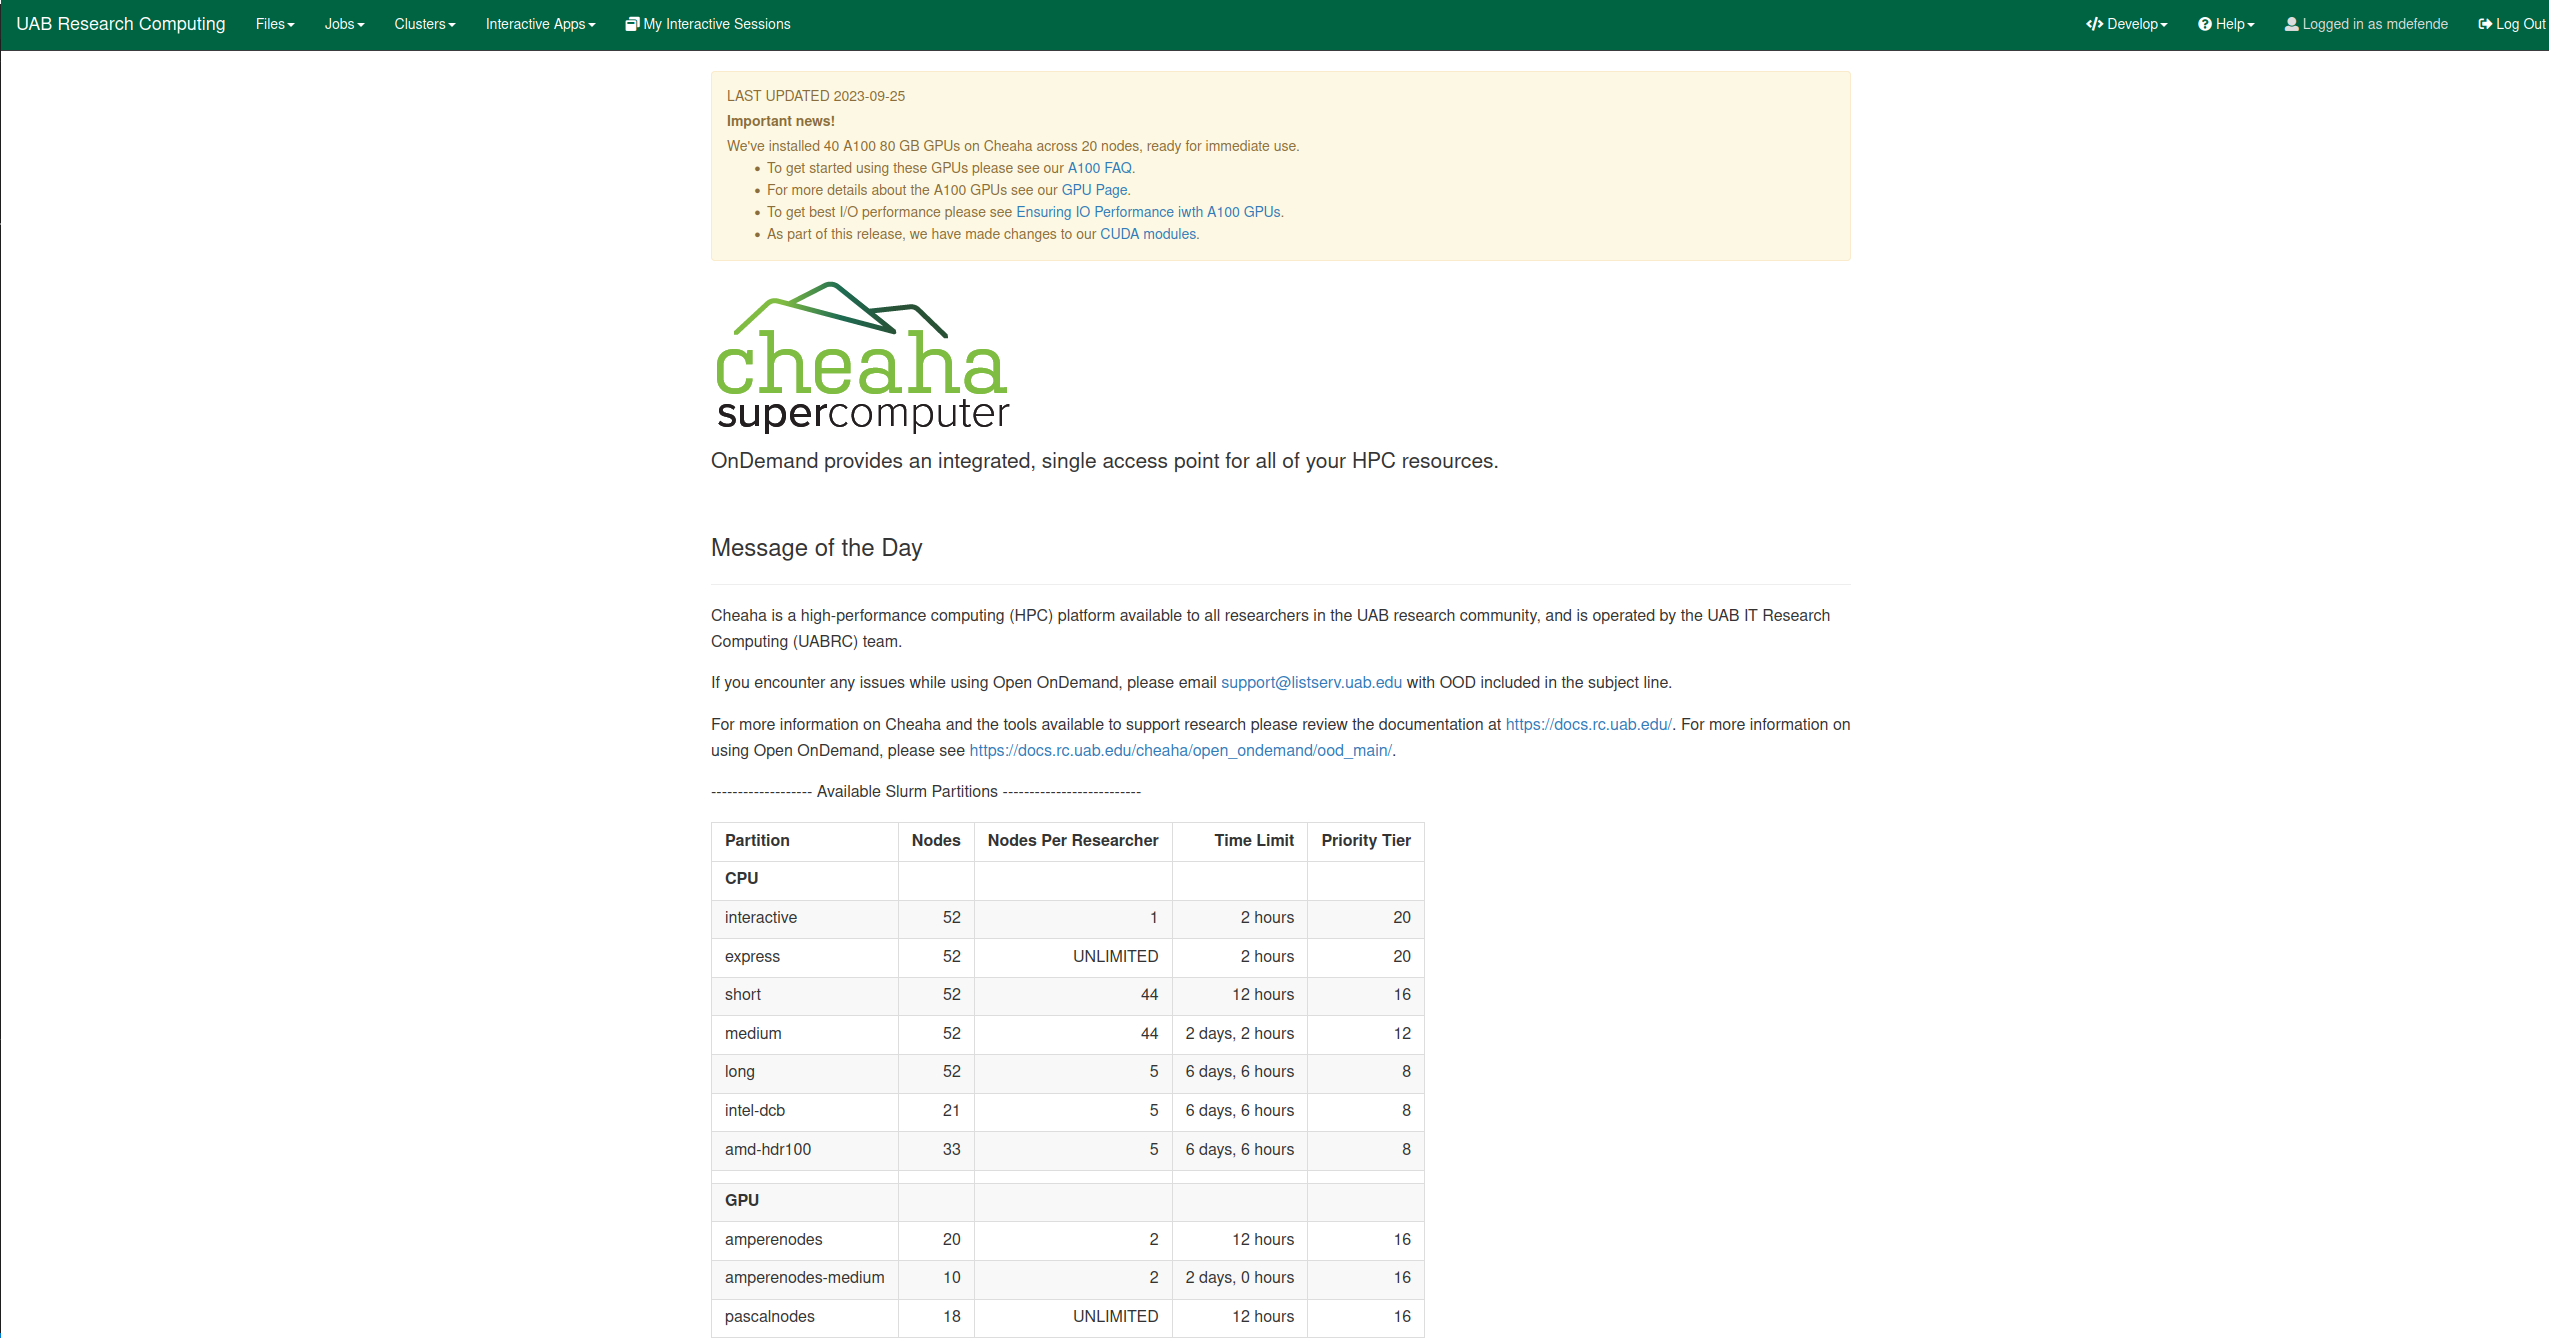 UAB Research Computing Files Jobs Clusters Interactive Apps My Interactive Sessions Develop Help Logged in as mdefende Log Out
LAST UPDATED 2023-09-25
Important news!
We've installed 40 A100 80 GB GPUs on Cheaha across 20 nodes, ready for immediate use.
• To get started using these GPUs please see our A100 FAQ.
• For more details about the A100 GPUs see our GPU Page.
• To get best I/O performance please see Ensuring IO Performance iwth A100 GPUs.
• As part of this release, we have made changes to our CUDA modules.
cheaha
supercomputer
OnDemand provides an integrated, single access point for all of your HPC resources.
Message of the Day
Cheaha is a high-performance computing (HPC) platform available to all researchers in the UAB research community, and is operated by the UAB IT Research
Computing (UABRC) team.
If you encounter any issues while using Open OnDemand, please email support@listserv.uab.edu with OOD included in the subject line.
For more information on Cheaha and the tools available to support research please review the documentation at https://docs.rc.uab.edu/. For more information on
using Open OnDemand, please see https://docs.rc.uab.edu/cheaha/open_ondemand/ood_main/.
------------------- Available Slurm Partitions --------------------------
Partition Nodes Nodes Per Researcher Time Limit Priority Tier
CPU
interactive 52 1 2 hours 20
express 52 UNLIMITED 2 hours 20
short 52 44 12 hours 16
medium 52 44 2 days, 2 hours 12
long 52 5 6 days, 6 hours 8
intel-dcb 21 5 6 days, 6 hours 8
amd-hdr100 33 5 6 days, 6 hours 8
GPU
amperenodes 20 2 12 hours 16
amperenodes-medium 10 2 2 days, 0 hours 16
pascalnodes 18 UNLIMITED 12 hours 16